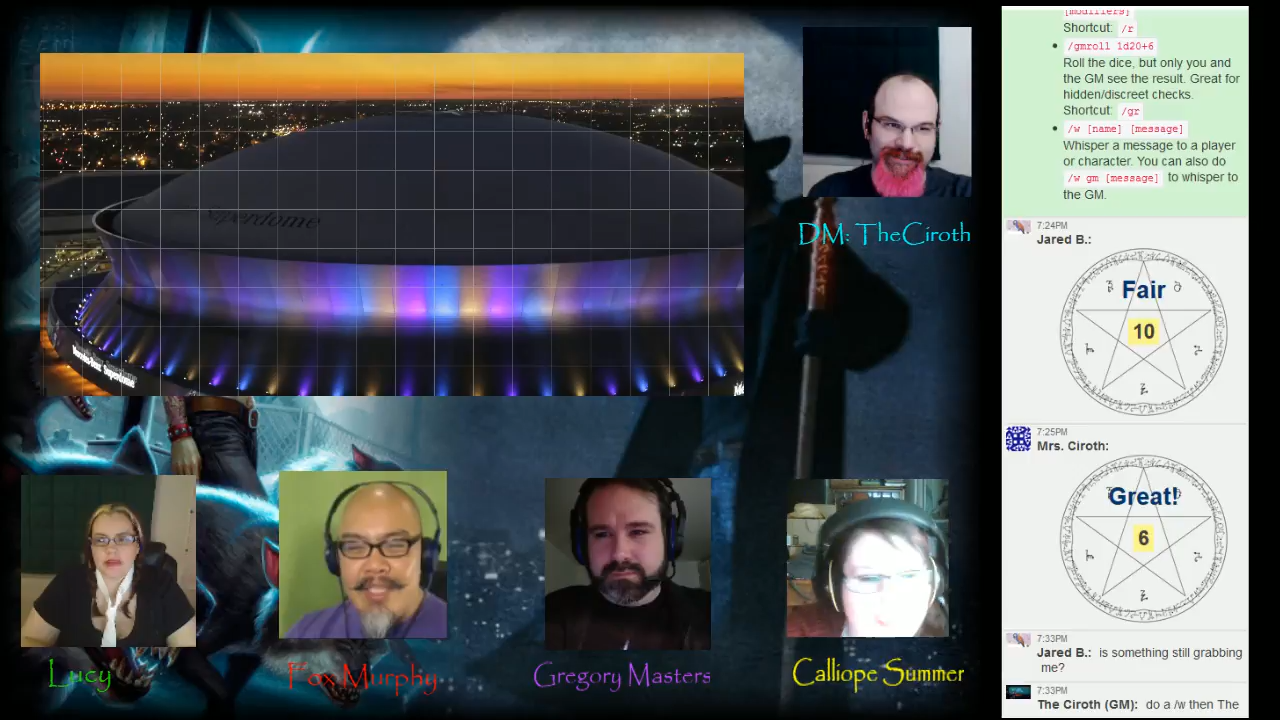 Superdome
DM: TheCiroth
Lucy
Fox Murphy
Gregory Masters
Calliope Summer
[modifiers]
Shortcut: /r
/gmroll 1d20+6
Roll the dice, but only you and
the GM see the result. Great for
hidden/discreet checks.
Shortcut: /gr
/w [name] [message]
Whisper a message to a player
or character. You can also do
/w gm [message] to whisper to
the GM.
7:24PM
Jared B.:
Fair
10
7:25PM
Mrs. Ciroth:
Great!
6
7:33PM
Jared B.: is something still grabbing
me?
7:33PM
The Ciroth (GM): do a /w then The